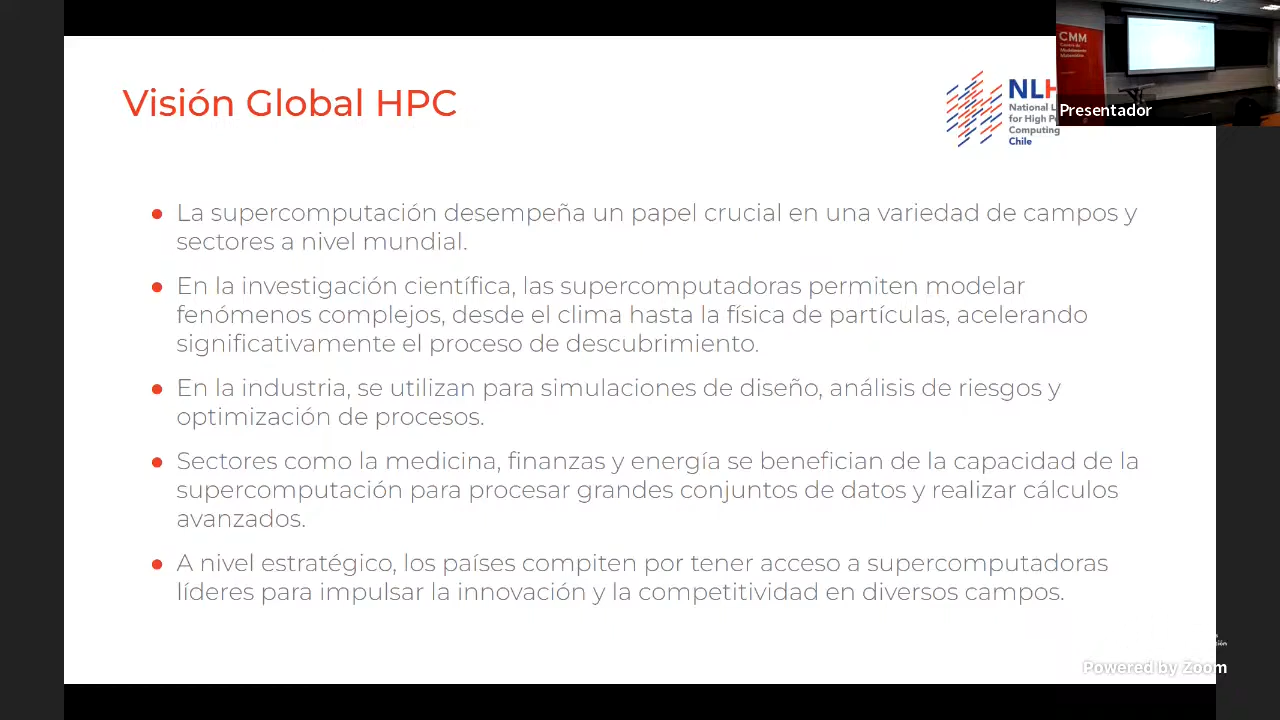 Visión Global HPC
NLH
National L
for High Pe
Computing
Chile
CMM
Centro de
Modelamiento
Matemático
Presentador
La supercomputación desempeña un papel crucial en una variedad de campos y
sectores a nivel mundial.
En la investigación científica, las supercomputadoras permiten modelar
fenómenos complejos, desde el clima hasta la física de partículas, acelerando
significativamente el proceso de descubrimiento.
En la industria, se utilizan para simulaciones de diseño, análisis de riesgos y
optimización de procesos.
Sectores como la medicina, finanzas y energía se benefician de la capacidad de la
supercomputación para procesar grandes conjuntos de datos y realizar cálculos
avanzados.
A nivel estratégico, los países compiten por tener acceso a supercomputadoras
líderes para impulsar la innovación y la competitividad en diversos campos.
Powered by Zoom